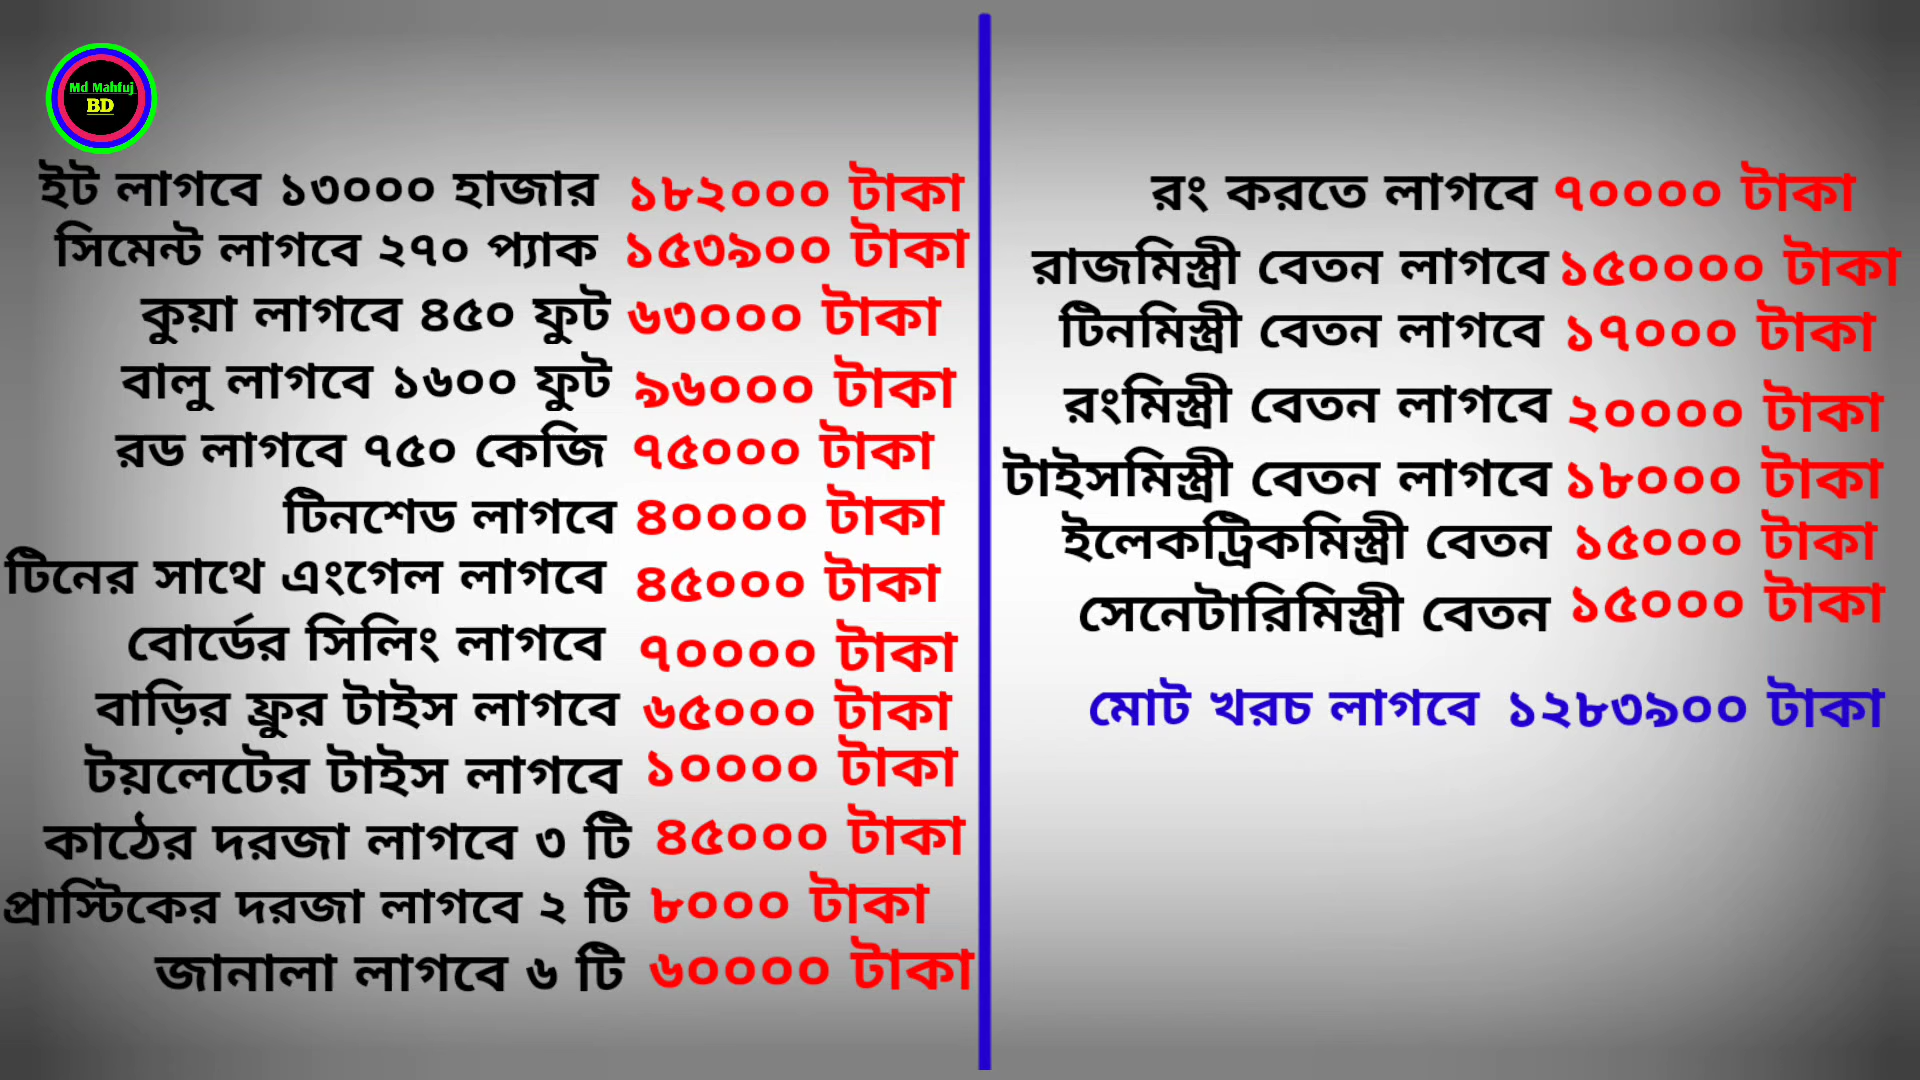 Md Mahfuj
BD
ইট লাগবে ১৩০০০ হাজার ১৮২০০০ টাকা
সিমেন্ট লাগবে ২৭০ প্যাক ১৫৩৯০০ টাকা
কুয়া লাগবে ৪৫০ ফুট ৬৩০০০ টাকা
বালু লাগবে ১৬০০ ফুট ৯৬০০০ টাকা
রড লাগবে ৭৫০ কেজি ৭৫০০০ টাকা
টিনশেড লাগবে ৪০০০০ টাকা
টিনের সাথে এংগেল লাগবে ৪৫০০০ টাকা
বোর্ডের সিলিং লাগবে ৭০০০০ টাকা
বাড়ির ফ্রুর টাইস লাগবে ৬৫০০০ টাকা
টয়লেটের টাইস লাগবে ১০০০০ টাকা
কাঠের দরজা লাগবে ৩ টি ৪৫০০০ টাকা
প্রাস্টিকের দরজা লাগবে ২ টি ৮০০০ টাকা
জানালা লাগবে ৬ টি ৬০০০০ টাকা
রং করতে লাগবে ৭০০০০ টাকা
রাজমিস্ত্রী বেতন লাগবে ১৫০০০০ টাকা
টিনমিস্ত্রী বেতন লাগবে ১৭০০০ টাকা
রংমিস্ত্রী বেতন লাগবে ২০০০০ টাকা
টাইসমিস্ত্রী বেতন লাগবে ১৮০০০ টাকা
ইলেকট্রিকমিস্ত্রী বেতন ১৫০০০ টাকা
সেনেটারিমিস্ত্রী বেতন ১৫০০০ টাকা
মোট খরচ লাগবে ১২৮৩৯০০ টাকা